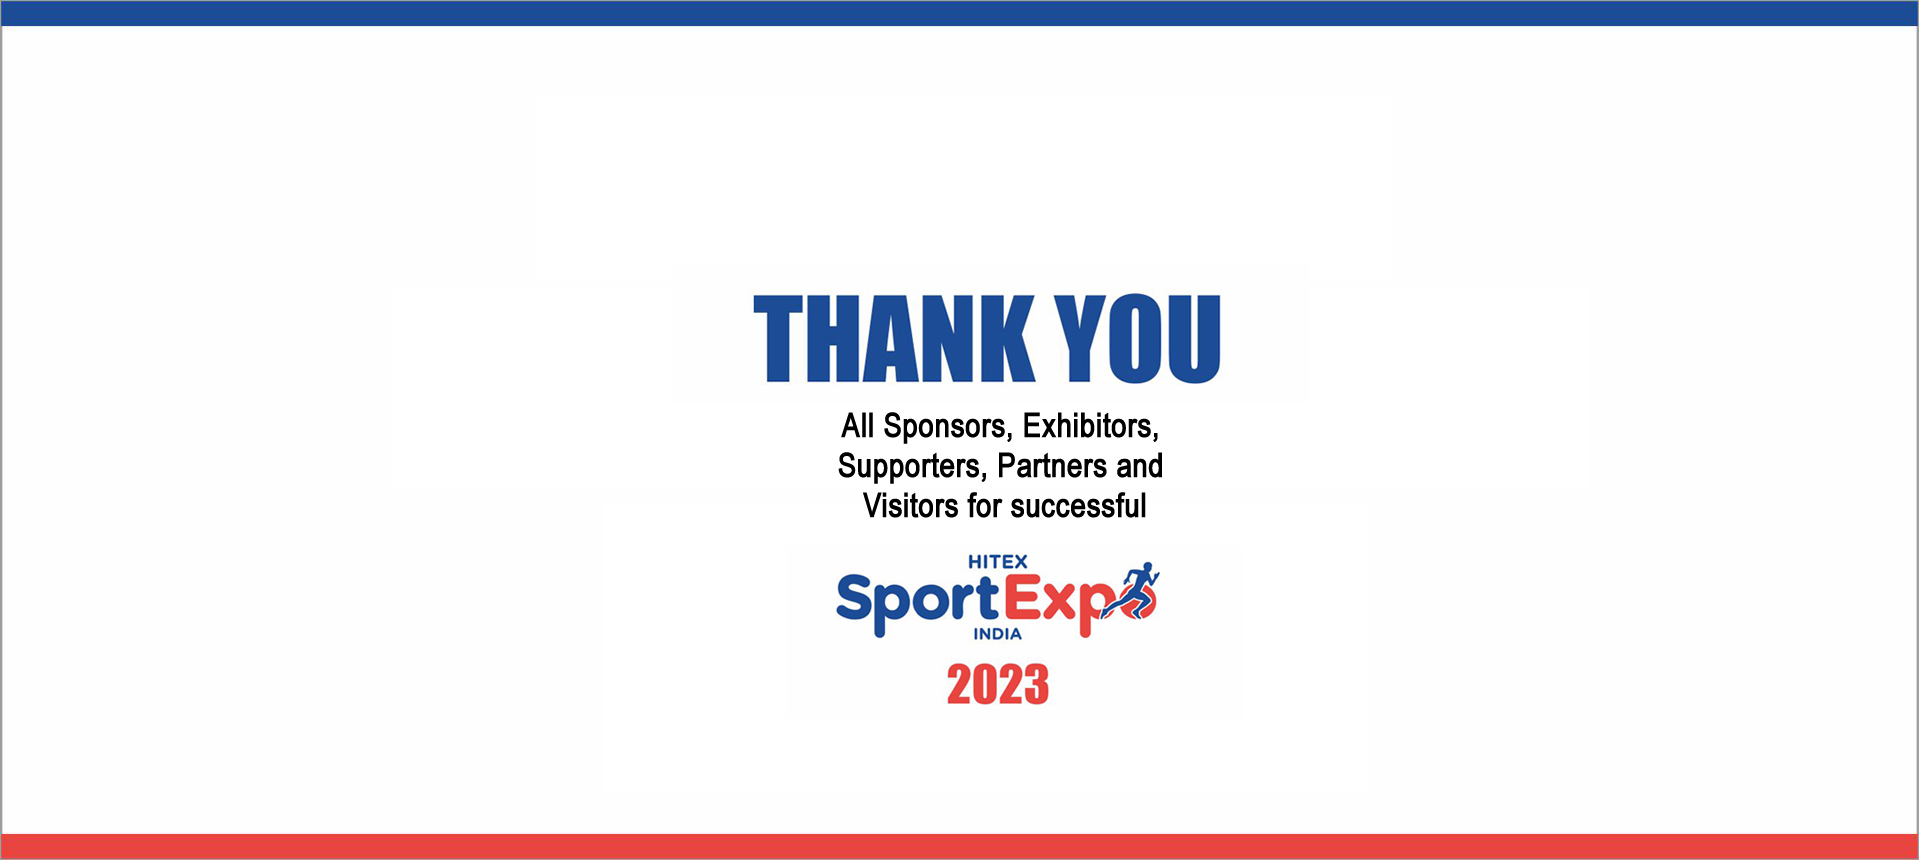 THANK YOU
All Sponsors, Exhibitors,
Supporters, Partners and
Visitors for successful
HITEX
SportExpo
INDIA
2023